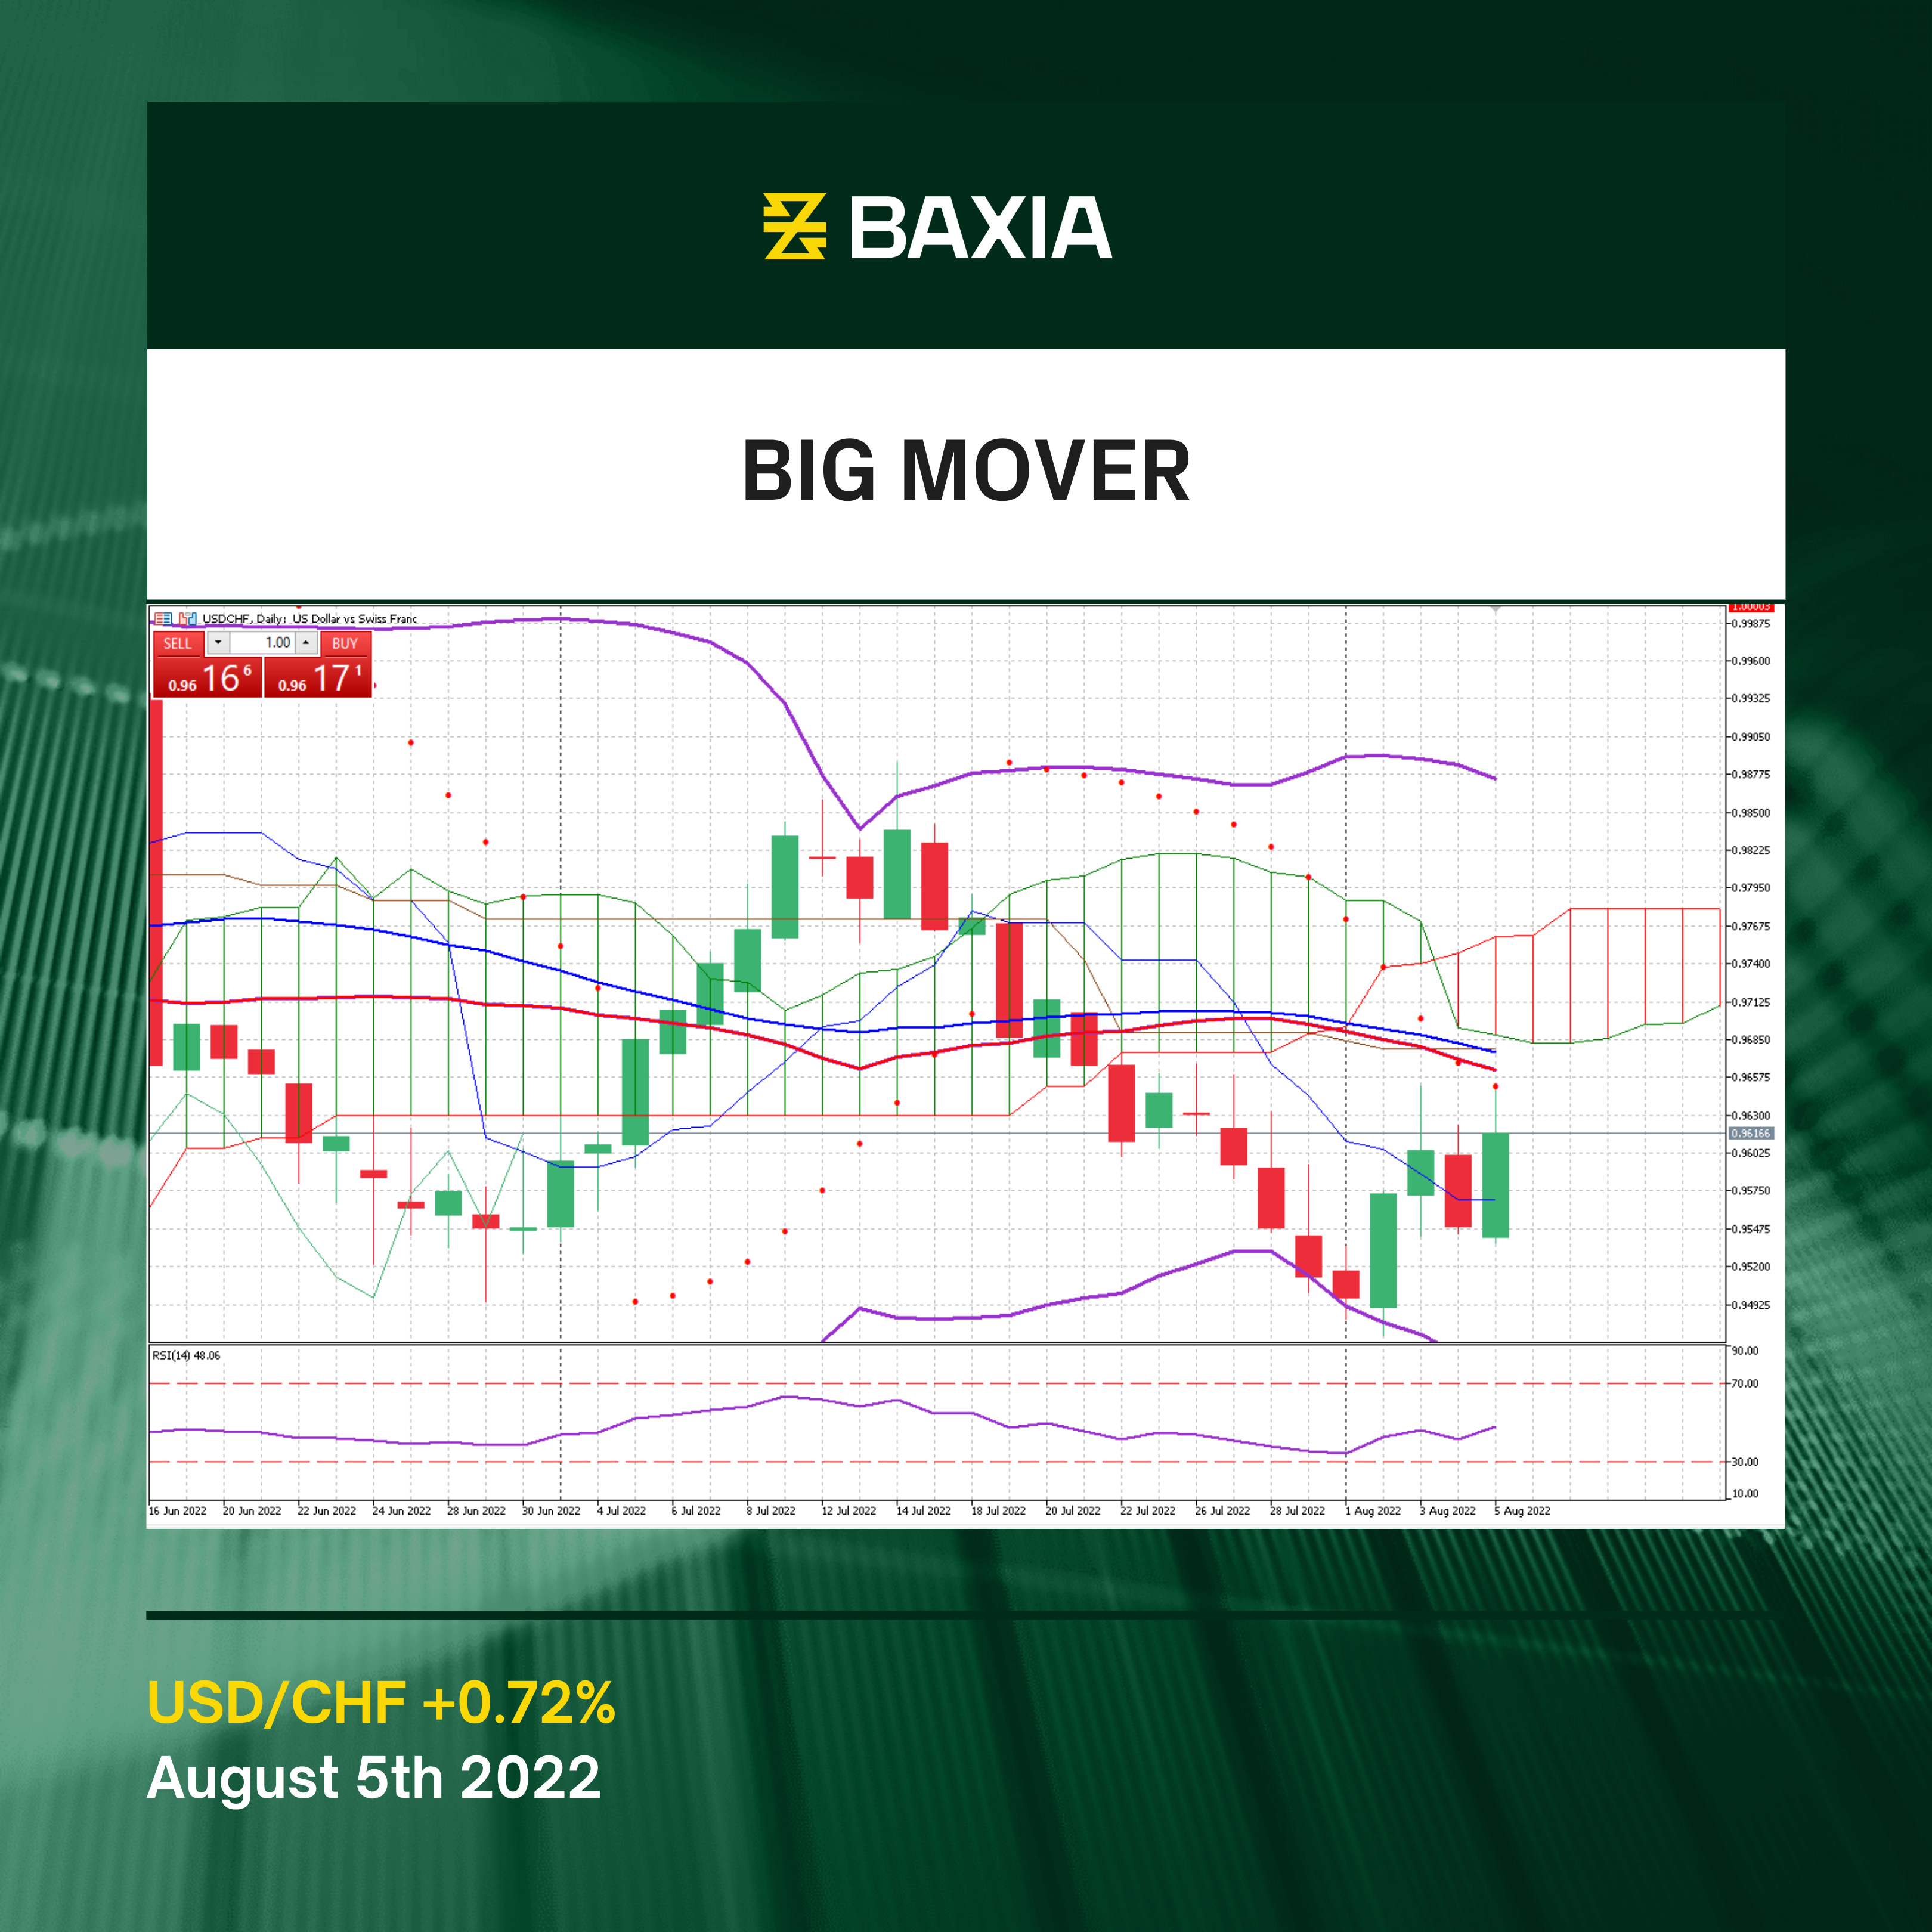 BAXIA
BIG MOVER
USDCHF, Daily: US Dollar vs Swiss Franc
SELL 1.00 BUY
0.96 16 6 0.96 17 1
1.00003
0.99875
0.99600
0.99325
0.99050
0.98775
0.98500
0.98225
0.97950
0.97675
0.97400
0.97125
0.96850
0.96575
0.96300
0.96166
0.96025
0.95750
0.95475
0.95200
0.94925
RSI(14) 48.06
90.00
70.00
30.00
10.00
16 Jun 2022 20 Jun 2022 22 Jun 2022 24 Jun 2022 28 Jun 2022 30 Jun 2022 4 Jul 2022 6 Jul 2022 8 Jul 2022 12 Jul 2022 14 Jul 2022 18 Jul 2022 20 Jul 2022 22 Jul 2022 26 Jul 2022 28 Jul 2022 1 Aug 2022 3 Aug 2022 5 Aug 2022
USD/CHF +0.72%
August 5th 2022